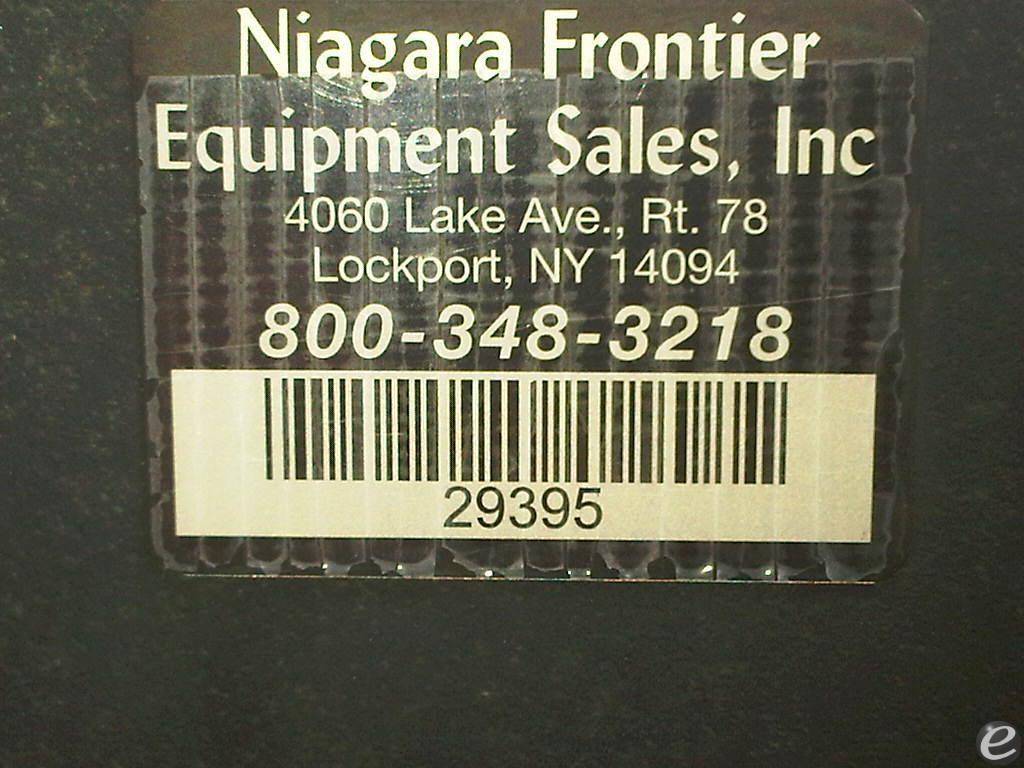 Niagara Frontier
Equipment Sales, Inc
4060 Lake Ave., Rt. 78
Lockport, NY 14094
800-348-3218
29395
e